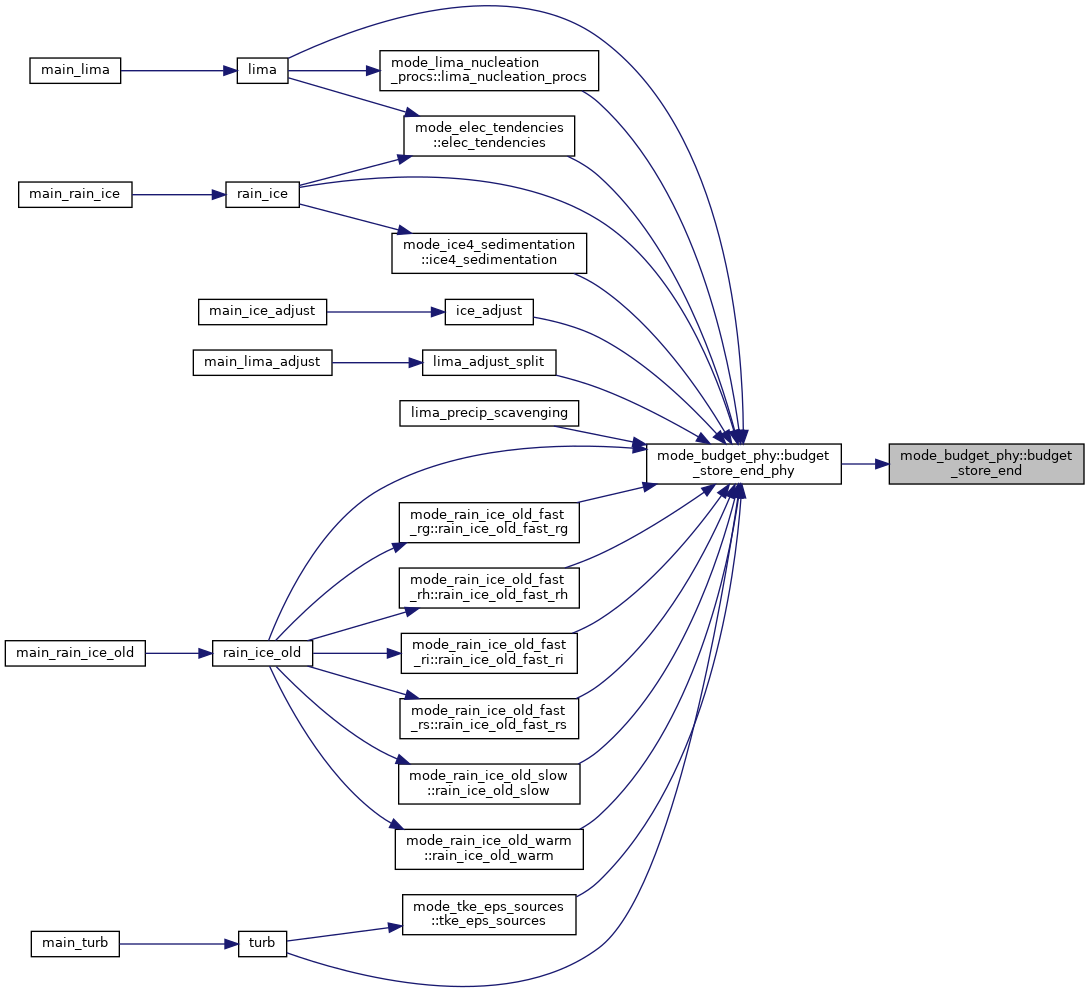 main_lima
lima
mode_lima_nucleation
_procs::lima_nucleation_procs
mode_elec_tendencies
::elec_tendencies
main_rain_ice
rain_ice
mode_ice4_sedimentation
::ice4_sedimentation
main_ice_adjust
ice_adjust
main_lima_adjust
lima_adjust_split
lima_precip_scavenging
mode_budget_phy::budget
_store_end_phy
mode_budget_phy::budget
_store_end
mode_rain_ice_old_fast
_rg::rain_ice_old_fast_rg
mode_rain_ice_old_fast
_rh::rain_ice_old_fast_rh
main_rain_ice_old
rain_ice_old
mode_rain_ice_old_fast
_ri::rain_ice_old_fast_ri
mode_rain_ice_old_fast
_rs::rain_ice_old_fast_rs
mode_rain_ice_old_slow
::rain_ice_old_slow
mode_rain_ice_old_warm
::rain_ice_old_warm
mode_tke_eps_sources
::tke_eps_sources
main_turb
turb